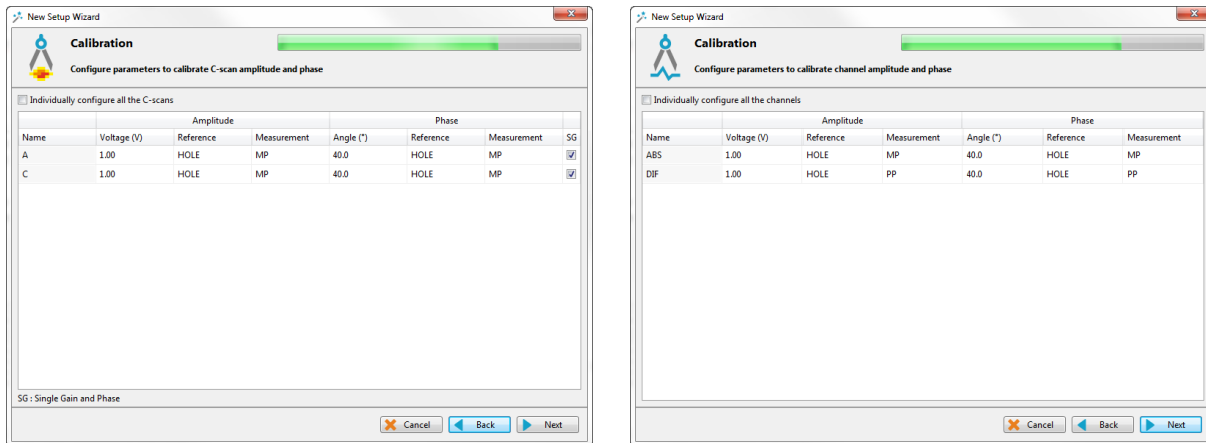 New Setup Wizard
Calibration
Configure parameters to calibrate C-scan amplitude and phase
Individually configure all the C-scans
Amplitude Phase
Name Voltage (V) Reference Measurement Angle (°) Reference Measurement SG
A 1.00 HOLE MP 40.0 HOLE MP
C 1.00 HOLE MP 40.0 HOLE MP
SG : Single Gain and Phase
Cancel Back Next
New Setup Wizard
Calibration
Configure parameters to calibrate channel amplitude and phase
Individually configure all the channels
Amplitude Phase
Name Voltage (V) Reference Measurement Angle (°) Reference Measurement
ABS 1.00 HOLE MP 40.0 HOLE MP
DIF 1.00 HOLE PP 40.0 HOLE PP
Cancel Back Next